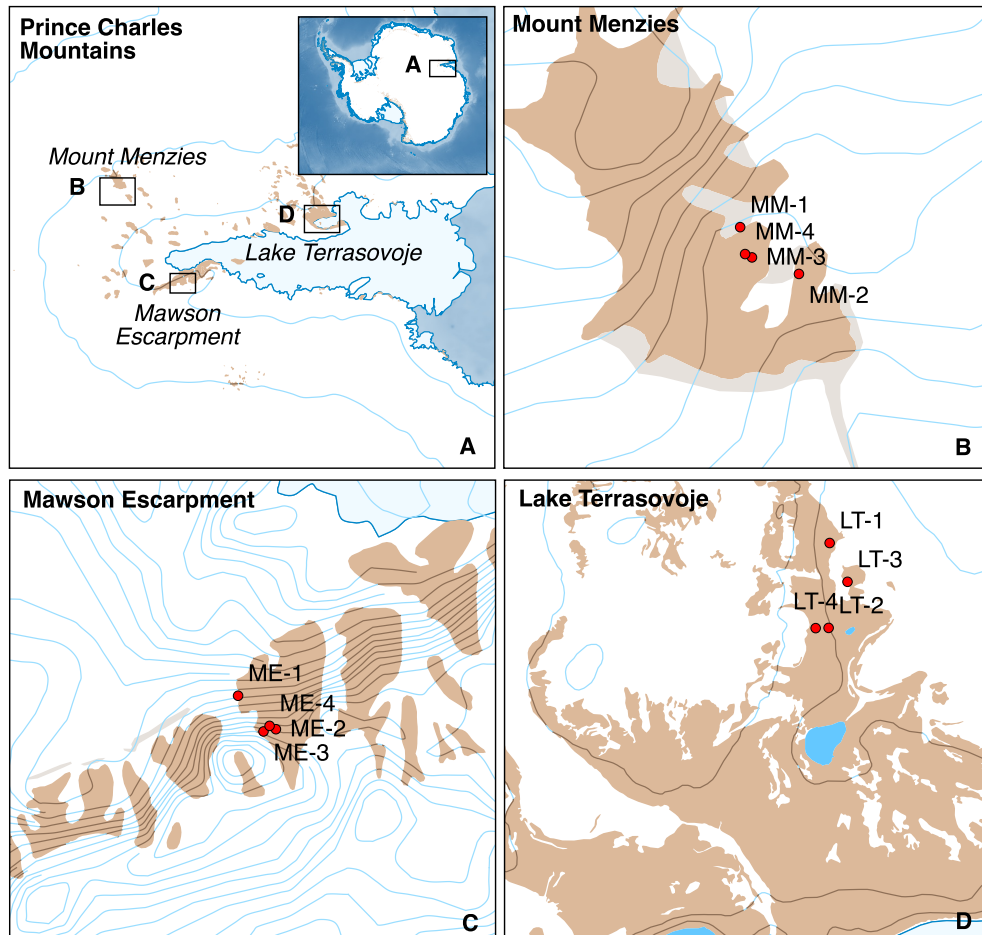 Prince Charles
Mountains
A
Mount Menzies
B
D
Lake Terrasovoje
C
Mawson
Escarpment
A
Mount Menzies
MM-1
MM-4
MM-3
MM-2
B
Mawson Escarpment
ME-1
ME-4
ME-2
ME-3
C
Lake Terrasovoje
LT-1
LT-3
LT-4 LT-2
D